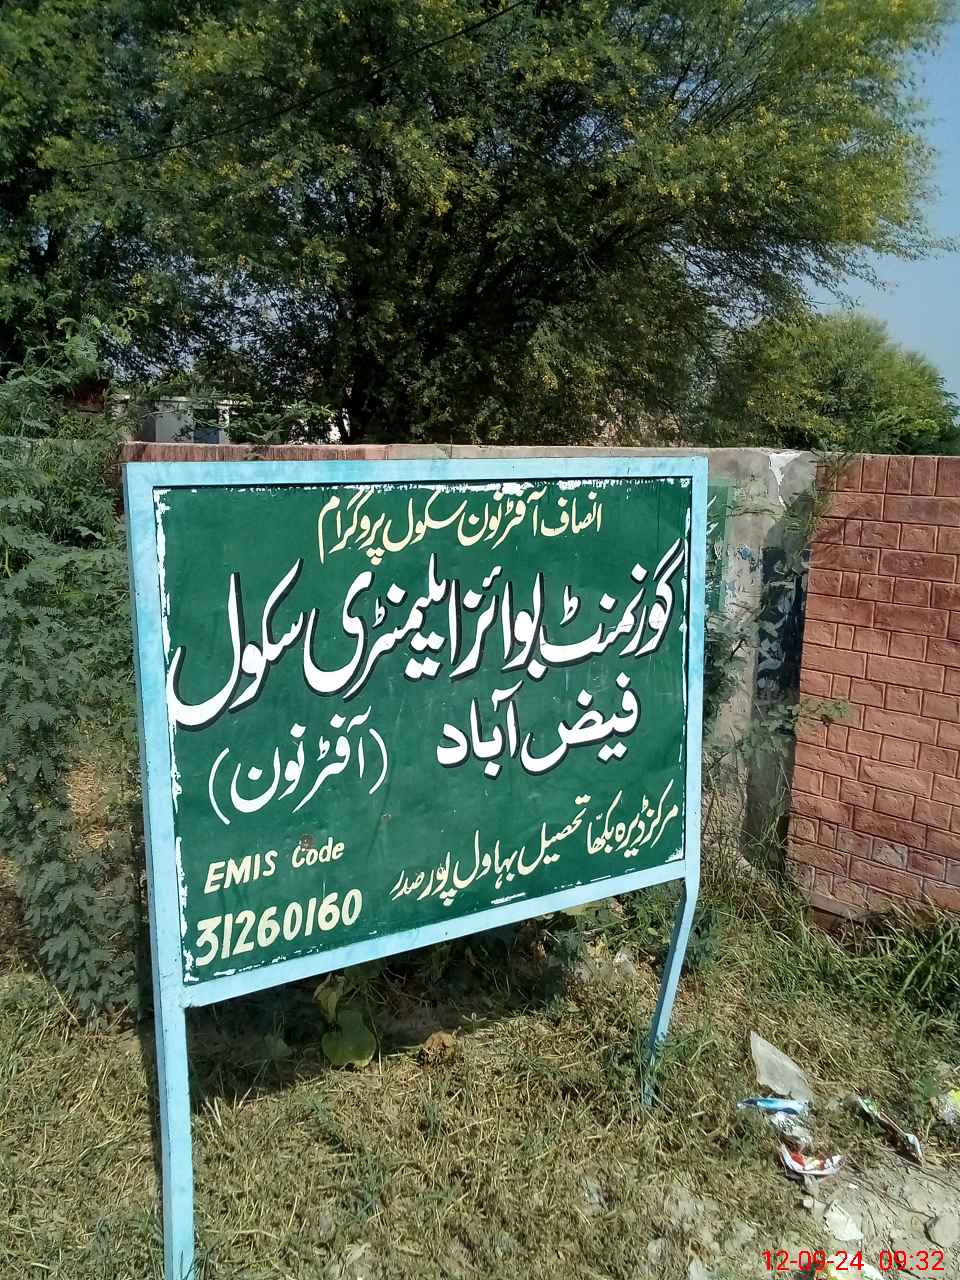 انصاف آفٹرنون سکول پروگرام
گورنمنٹ بوائز ایلیمنٹری سکول
فیض آباد (آفٹرنون)
مرکز ڈیرہ بکھا تحصیل بہاول پور صدر
EMIS Code
31260160
12-09-24 09:32